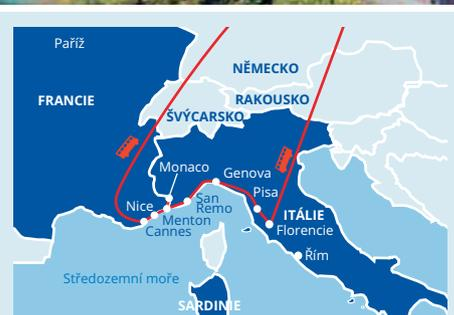 Paříž
NĚMECKO
FRANCIE
RAKOUSKO
ŠVÝCARSKO
Monaco
Genova
Pisa
Nice
San
Remo
Menton
Cannes
ITÁLIE
Florencie
Řím
Středozemní moře
SARDINIE